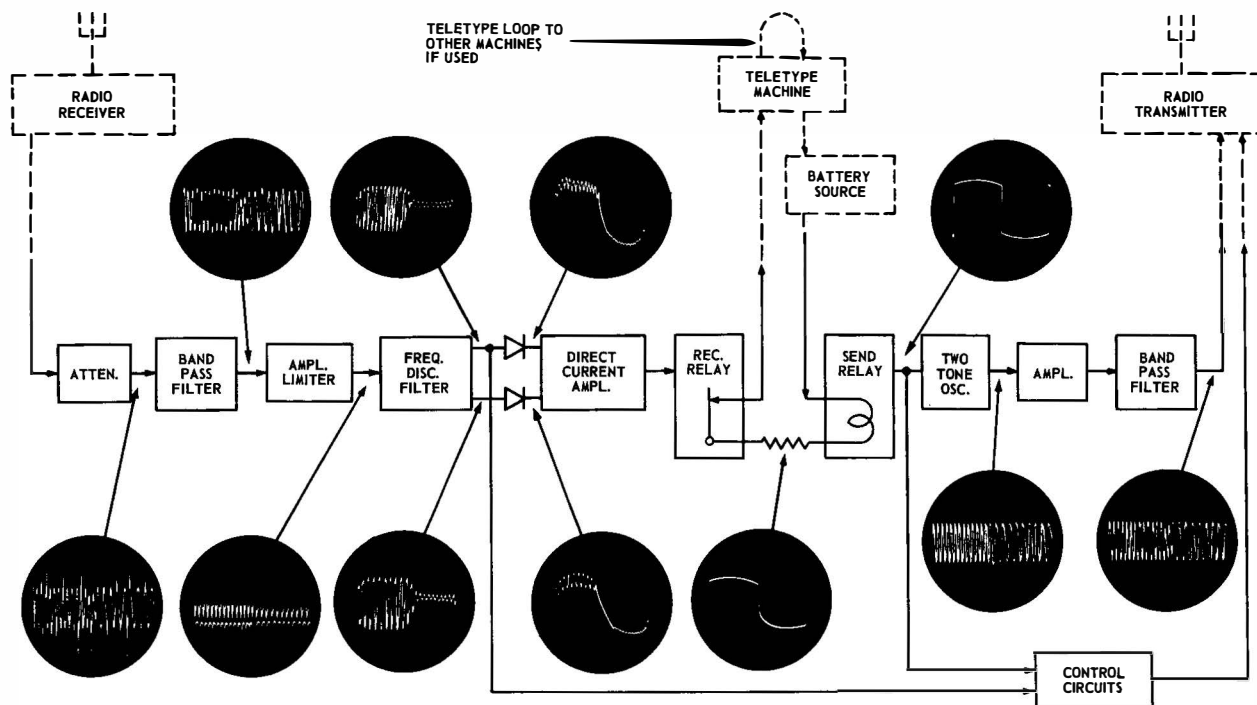 TELETYPE LOOP TO
OTHER MACHINES
IF USED
RADIO
RECEIVER
TELETYPE
MACHINE
RADIO
TRANSMITTER
BATTERY
SOURCE
ATTEN.
BAND
PASS
FILTER
AMPL.
LIMITER
FREQ.
DISC.
FILTER
DIRECT
CURRENT
AMPL.
REC.
RELAY
SEND
RELAY
TWO
TONE
OSC.
AMPL.
BAND
PASS
FILTER
CONTROL
CIRCUITS